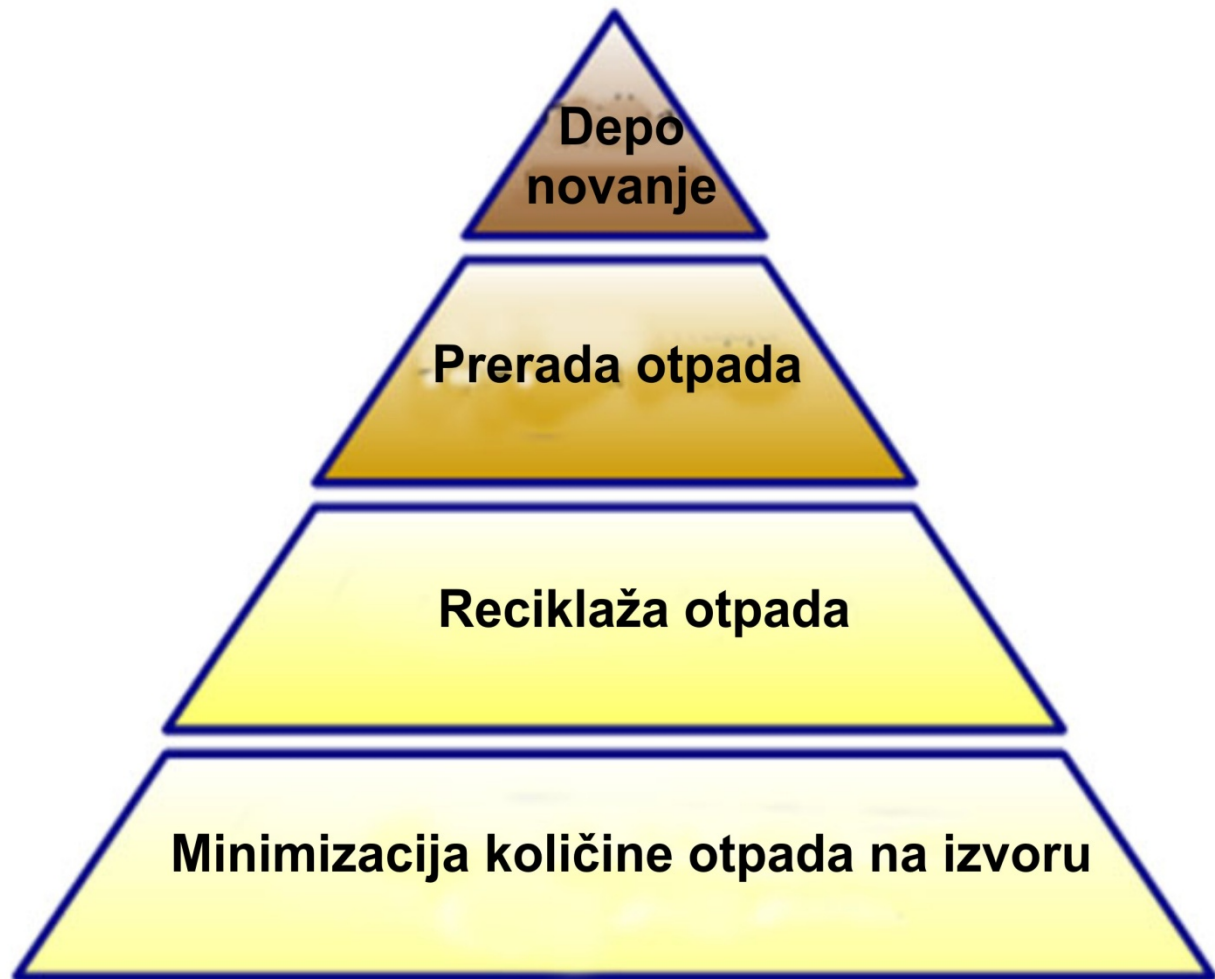 Depo
novanje
Prerada otpada
Reciklaža otpada
Minimizacija količine otpada na izvoru